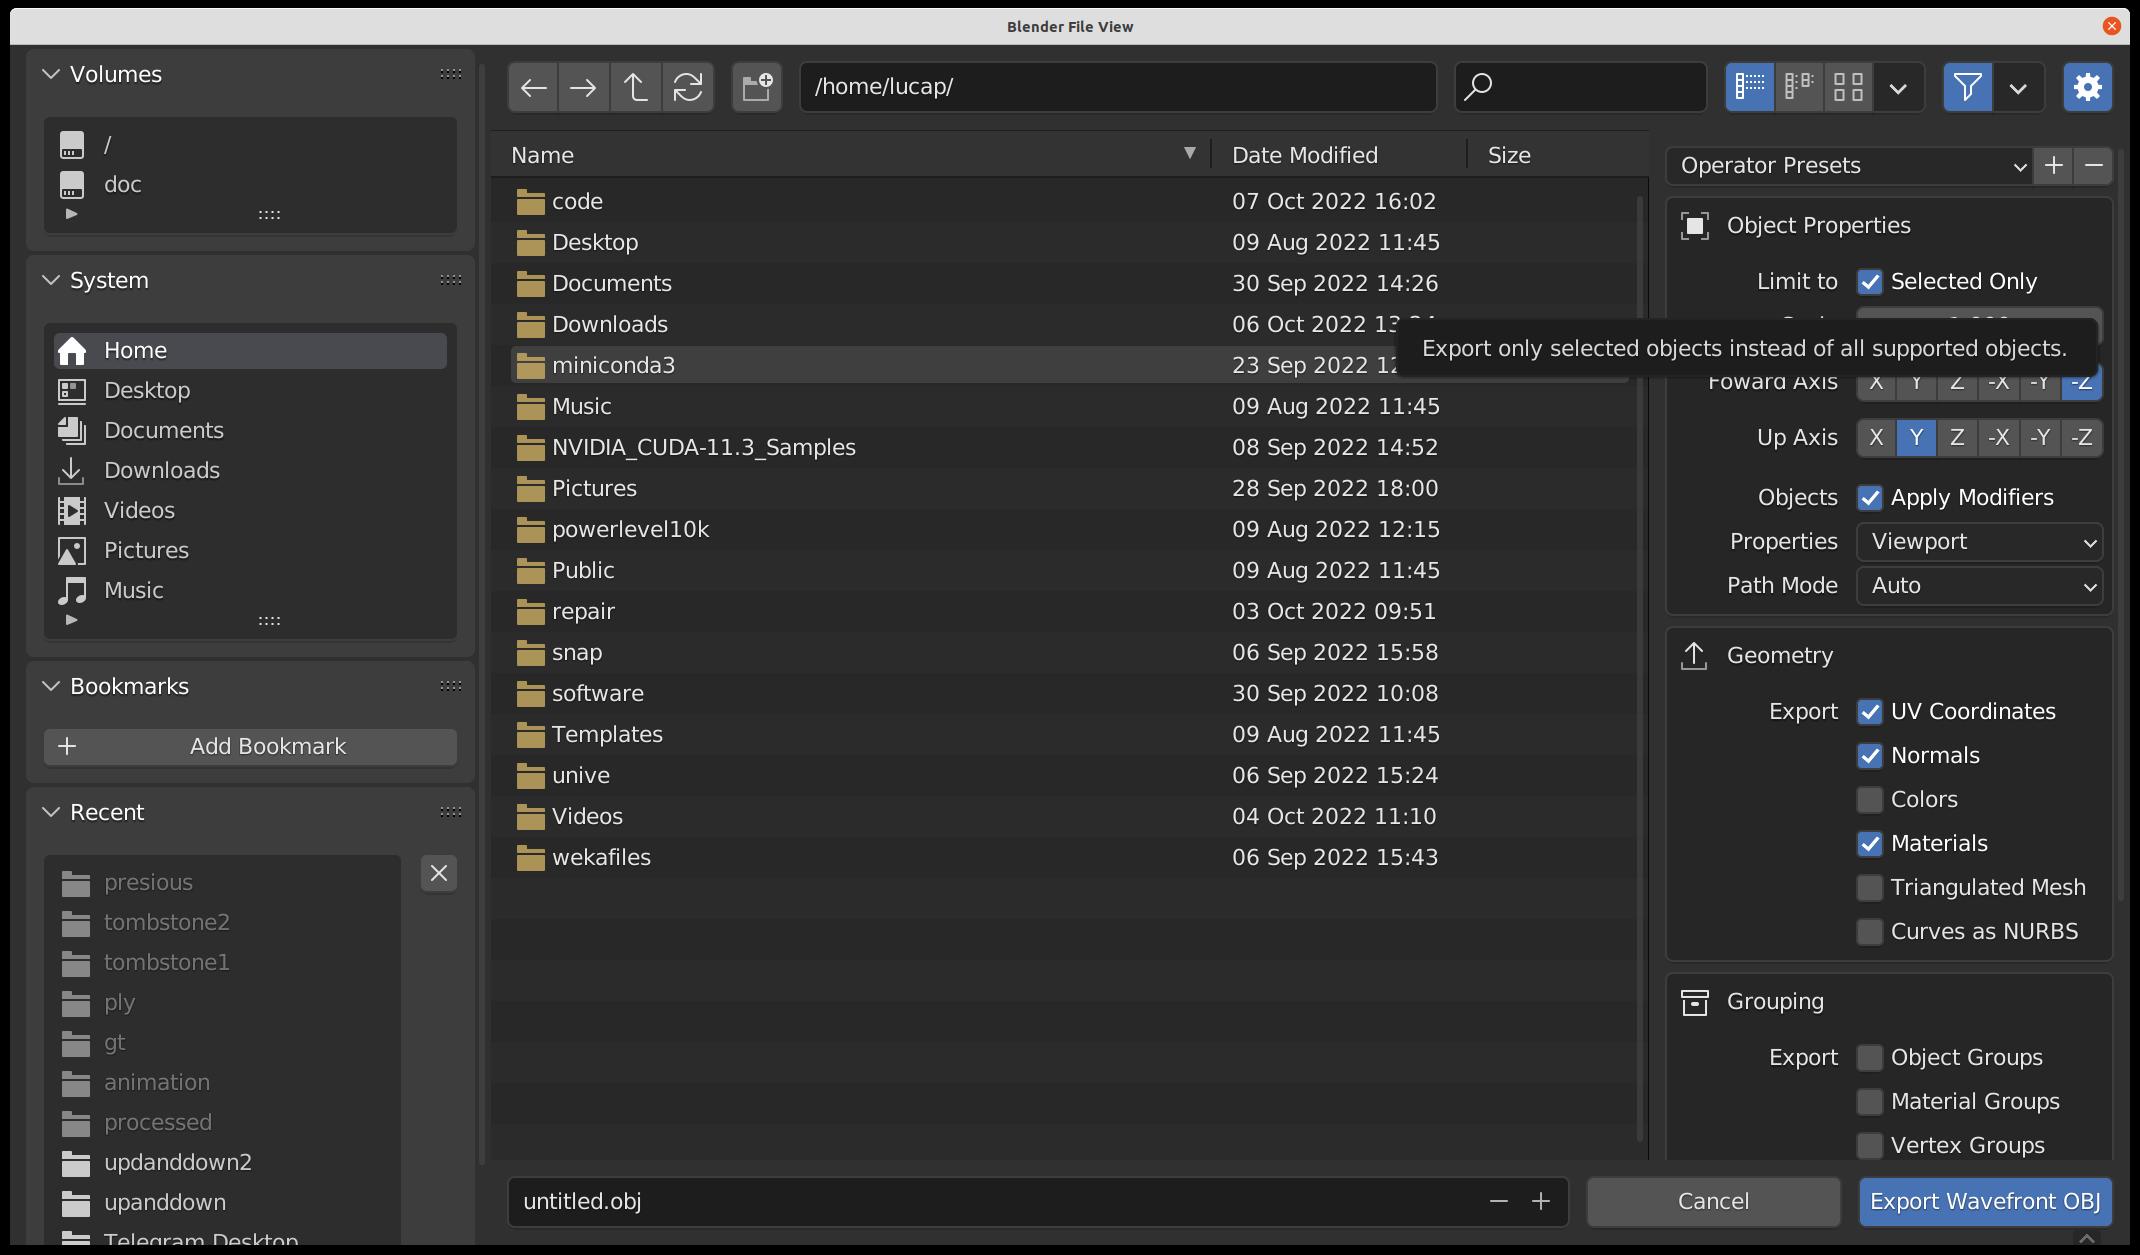 Blender File View
Volumes
/
doc
System
Home
Desktop
Documents
Downloads
Videos
Pictures
Music
Bookmarks
Add Bookmark
Recent
presious
tombstone2
tombstone1
ply
gt
animation
processed
updanddown2
upanddown
Telegram Desktop
/home/lucap/
Name Date Modified Size
code 07 Oct 2022 16:02
Desktop 09 Aug 2022 11:45
Documents 30 Sep 2022 14:26
Downloads 06 Oct 2022
miniconda3 23 Sep 2022
Music 09 Aug 2022 11:45
NVIDIA_CUDA-11.3_Samples 08 Sep 2022 14:52
Pictures 28 Sep 2022 18:00
powerlevel10k 09 Aug 2022 12:15
Public 09 Aug 2022 11:45
repair 03 Oct 2022 09:51
snap 06 Sep 2022 15:58
software 30 Sep 2022 10:08
Templates 09 Aug 2022 11:45
unive 06 Sep 2022 15:24
Videos 04 Oct 2022 11:10
wekafiles 06 Sep 2022 15:43
untitled.obj
Operator Presets
Object Properties
Limit to Selected Only
Export only selected objects instead of all supported objects.
Foward Axis X Y Z -X -Y -Z
Up Axis X Y Z -X -Y -Z
Objects Apply Modifiers
Properties Viewport
Path Mode Auto
Geometry
Export UV Coordinates
Normals
Colors
Materials
Triangulated Mesh
Curves as NURBS
Grouping
Export Object Groups
Material Groups
Vertex Groups
Cancel
Export Wavefront OBJ